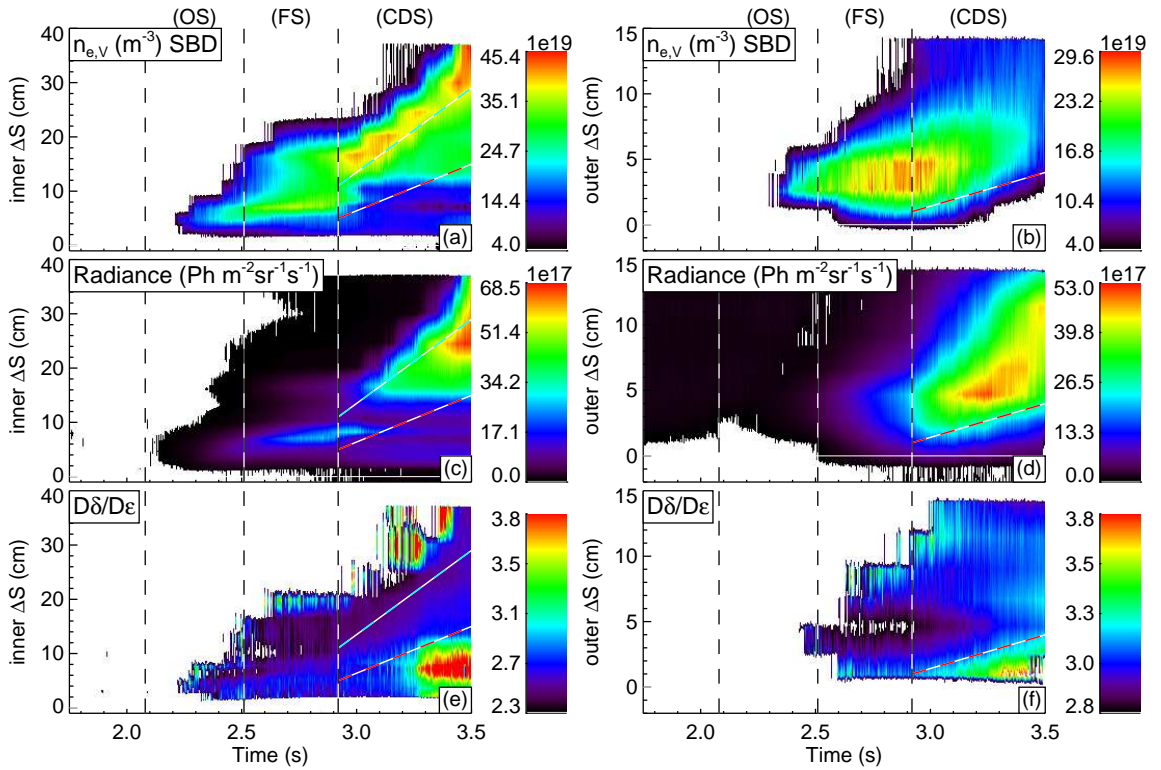 (OS) (FS) (CDS)
(OS) (FS) (CDS)
n_e,V (m^-3) SBD
1e19
40
30
20
10
0
inner ΔS (cm)
45.4
35.1
24.7
14.4
4.0
(a)
n_e,V (m^-3) SBD
1e19
15
10
5
0
outer ΔS (cm)
29.6
23.2
16.8
10.4
4.0
(b)
Radiance (Ph m^-2 sr^-1 s^-1)
1e17
40
30
20
10
0
inner ΔS (cm)
68.5
51.4
34.2
17.1
0.0
(c)
Radiance (Ph m^-2 sr^-1 s^-1)
1e17
15
10
5
0
outer ΔS (cm)
53.0
39.8
26.5
13.3
0.0
(d)
Dδ/Dε
40
30
20
10
0
inner ΔS (cm)
3.8
3.4
3.1
2.7
2.3
(e)
2.0 2.5 3.0 3.5
Time (s)
Dδ/Dε
15
10
5
0
outer ΔS (cm)
3.8
3.5
3.3
3.0
2.8
(f)
2.0 2.5 3.0 3.5
Time (s)